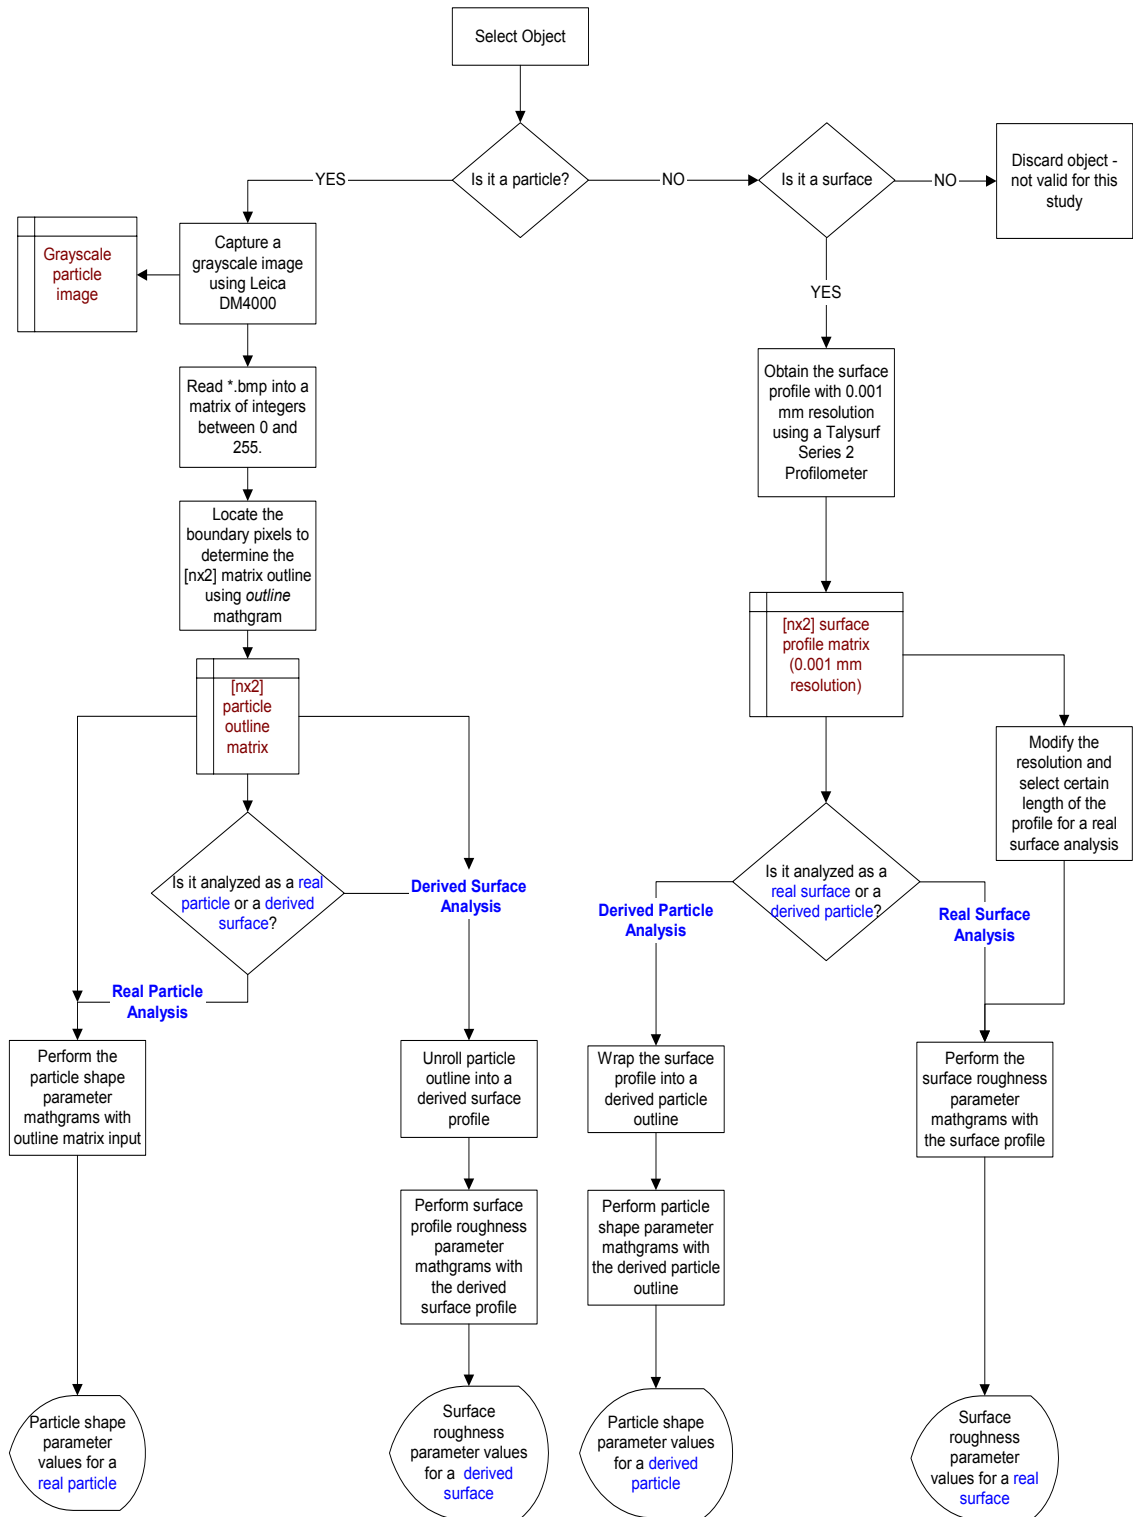 Select Object
Is it a particle?
YES
NO
Is it a surface
NO
Discard object -
not valid for this
study
YES
Grayscale
particle
image
Capture a
grayscale image
using Leica
DM4000
Read *.bmp into a
matrix of integers
between 0 and
255.
Locate the
boundary pixels to
determine the
[nx2] matrix outline
using outline
mathgram
[nx2]
particle
outline
matrix
Is it analyzed as a real
particle or a derived
surface?
Derived Surface
Analysis
Real Particle
Analysis
Perform the
particle shape
parameter
mathgrams with
outline matrix input
Particle shape
parameter
values for a
real particle
Unroll particle
outline into a
derived surface
profile
Perform surface
profile roughness
parameter
mathgrams with
the derived
surface profile
Surface
roughness
parameter values
for a derived
surface
Obtain the surface
profile with 0.001
mm resolution
using a Talysurf
Series 2
Profilometer
[nx2] surface
profile matrix
(0.001 mm
resolution)
Modify the
resolution and
select certain
length of the
profile for a real
surface analysis
Is it analyzed as a
real surface or a
derived particle?
Derived Particle
Analysis
Real Surface
Analysis
Wrap the surface
profile into a
derived particle
outline
Perform particle
shape parameter
mathgrams with
the derived particle
outline
Particle shape
parameter values
for a derived
particle
Perform the
surface roughness
parameter
mathgrams with
the surface profile
Surface
roughness
parameter
values for a real
surface